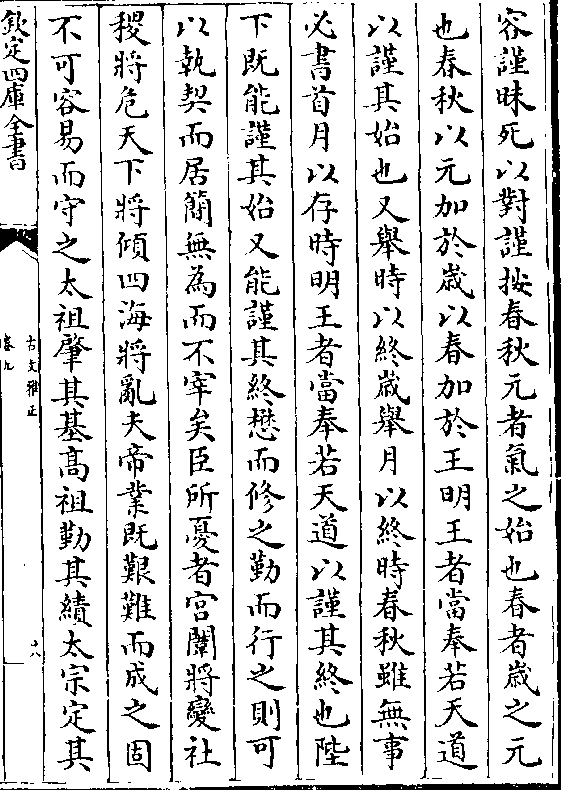 容謹昧死以對謹按春秋元者氣之始也春者歲之元
也春秋以元加於歲以春加於王明王者當奉若天道
以謹其始也又舉時以終歲舉月以終時春秋雖無事
必書首月以存時明王者當奉若天道以謹其終也陛
下既能謹其始又能謹其終懋而修之勤而行之則可
以執契而居簡無為而不宰矣臣所憂者宮闈將變社
稷將危天下將傾四海將亂夫帝業既艱難而成之固
不可容易而守之太祖肇其基高祖勤其績太宗定其
欽定四庫全書
古文雅正
卷九
十八